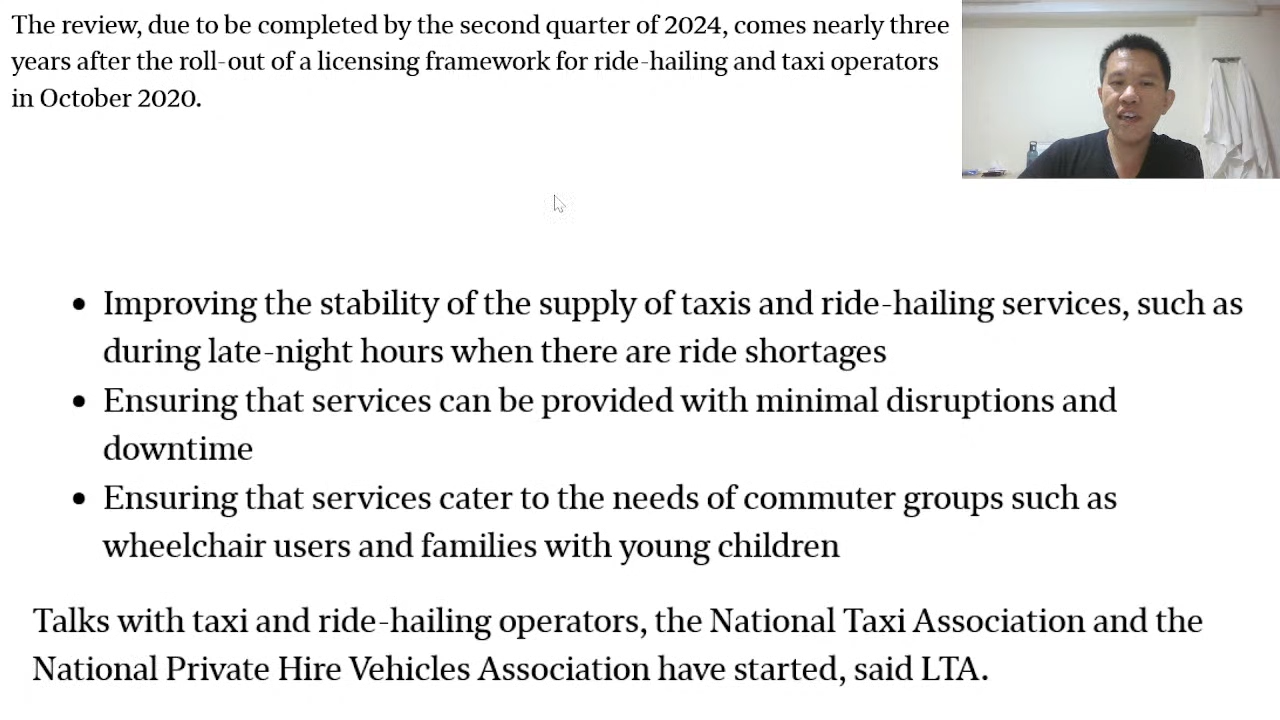 The review, due to be completed by the second quarter of 2024, comes nearly three
years after the roll-out of a licensing framework for ride-hailing and taxi operators
in October 2020.
• Improving the stability of the supply of taxis and ride-hailing services, such as
during late-night hours when there are ride shortages
• Ensuring that services can be provided with minimal disruptions and
downtime
• Ensuring that services cater to the needs of commuter groups such as
wheelchair users and families with young children
Talks with taxi and ride-hailing operators, the National Taxi Association and the
National Private Hire Vehicles Association have started, said LTA.